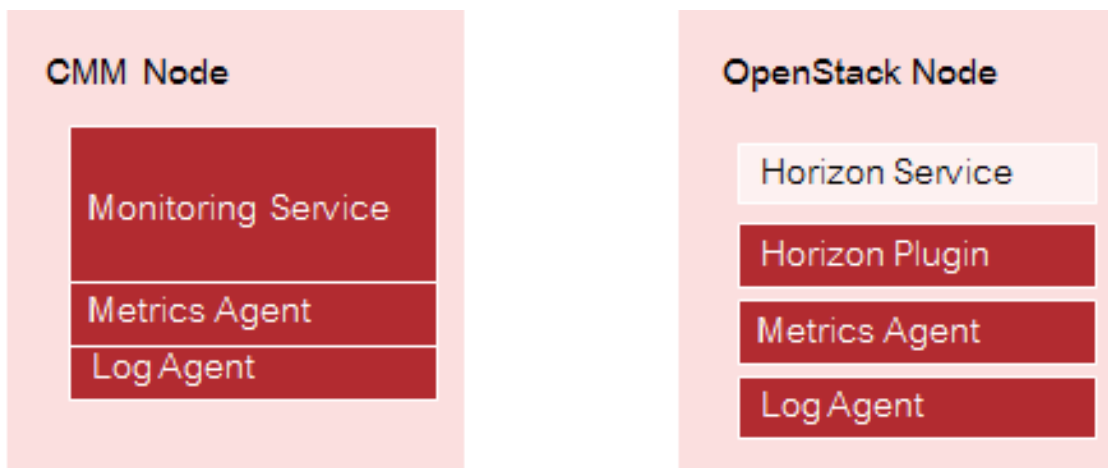 CMM Node
Monitoring Service
Metrics Agent
Log Agent
OpenStack Node
Horizon Service
Horizon Plugin
Metrics Agent
Log Agent